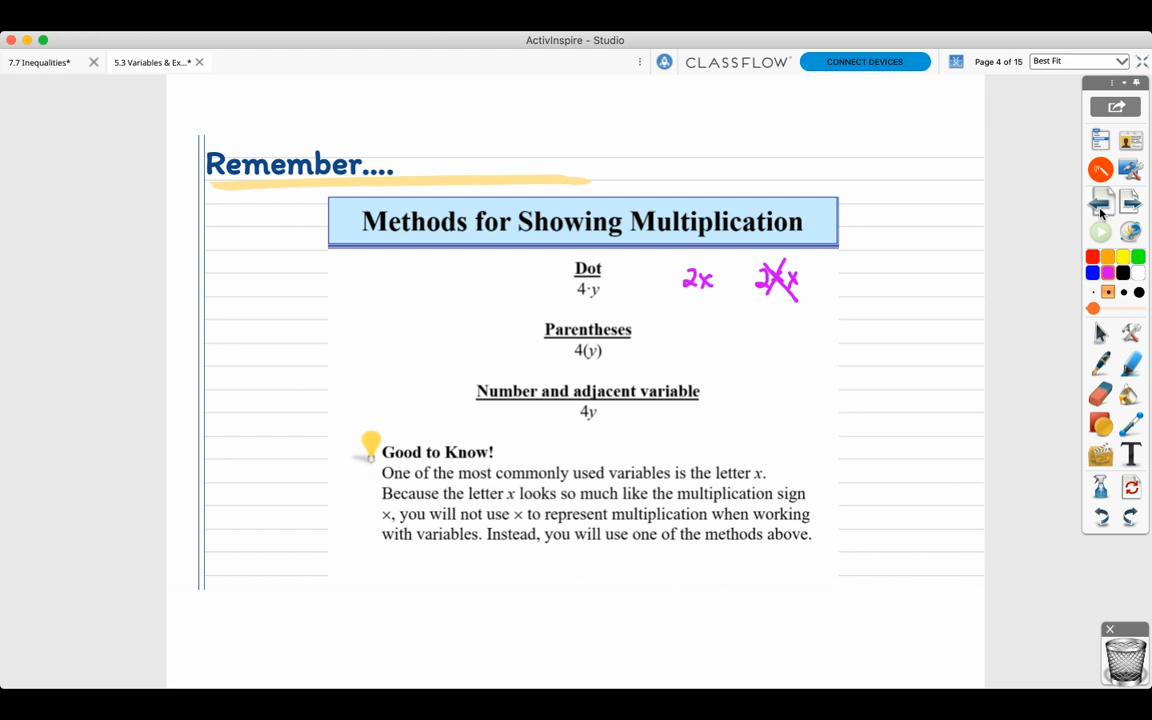 ActivInspire - Studio
7.7 Inequalities*
5.3 Variables & Ex...*
CLASSFLOW
CONNECT DEVICES
Page 4 of 15
Best Fit
Remember....
Methods for Showing Multiplication
Dot
4·y
2x
2×x
Parentheses
4(y)
Number and adjacent variable
4y
Good to Know!
One of the most commonly used variables is the letter x.
Because the letter x looks so much like the multiplication sign
×, you will not use × to represent multiplication when working
with variables. Instead, you will use one of the methods above.